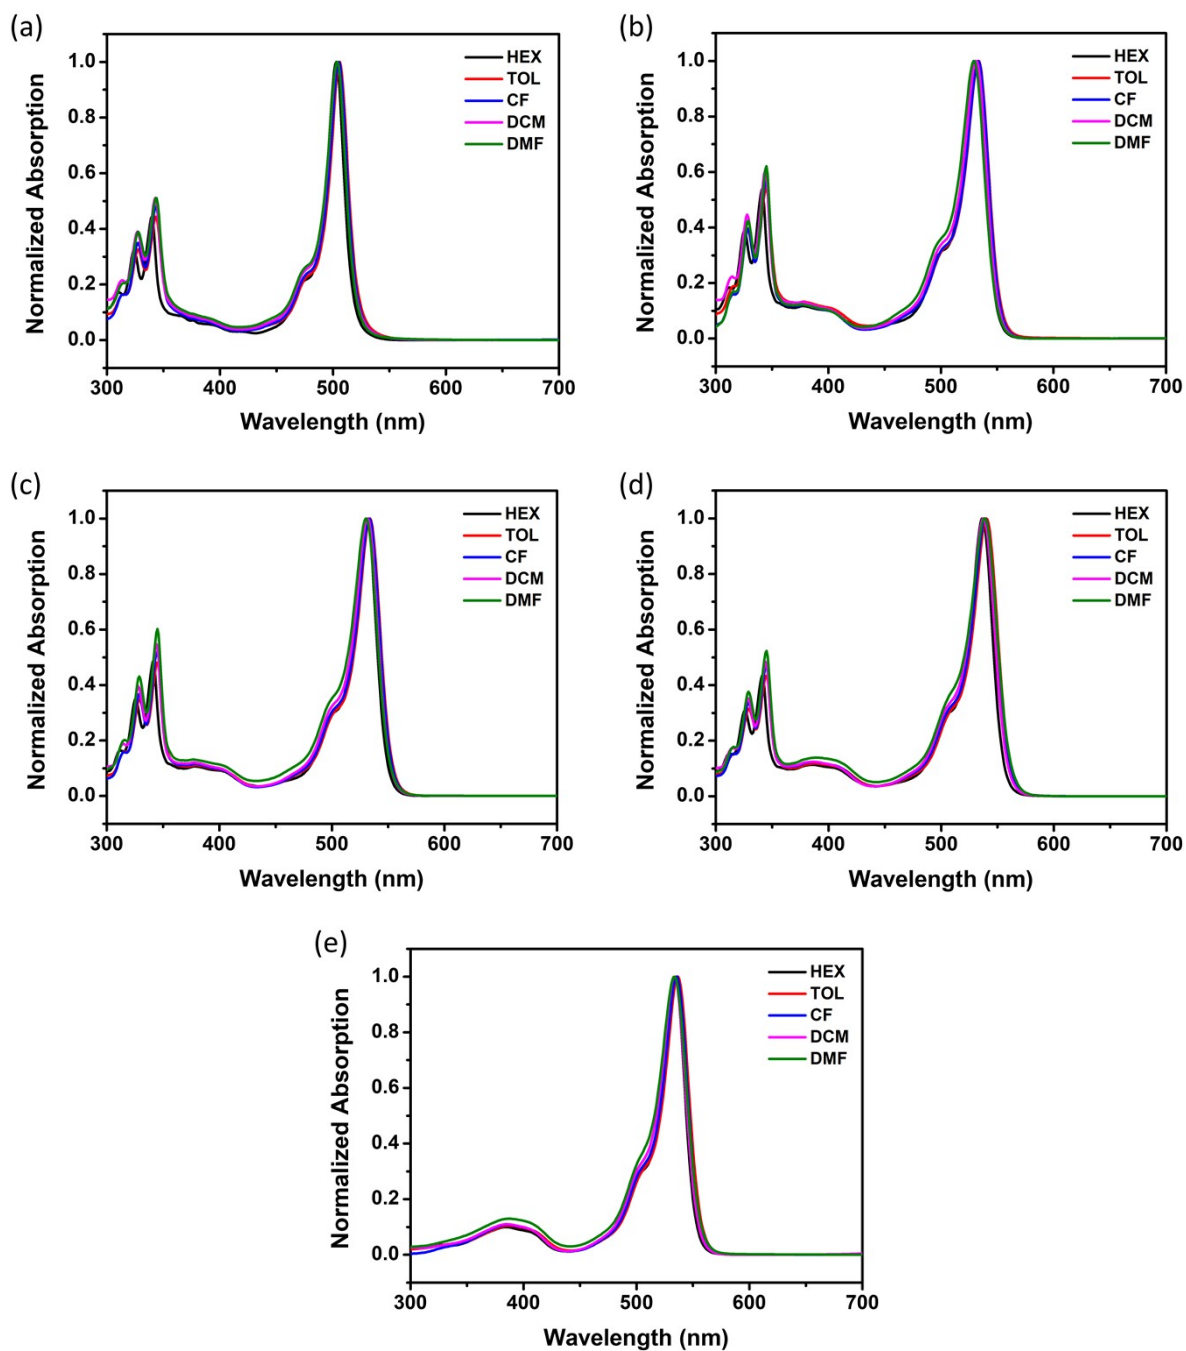 (a)
Normalized Absorption
1.0
0.8
0.6
0.4
0.2
0.0
300 400 500 600 700
Wavelength (nm)
HEX
TOL
CF
DCM
DMF
(b)
Normalized Absorption
1.0
0.8
0.6
0.4
0.2
0.0
300 400 500 600 700
Wavelength (nm)
HEX
TOL
CF
DCM
DMF
(c)
Normalized Absorption
1.0
0.8
0.6
0.4
0.2
0.0
300 400 500 600 700
Wavelength (nm)
HEX
TOL
CF
DCM
DMF
(d)
Normalized Absorption
1.0
0.8
0.6
0.4
0.2
0.0
300 400 500 600 700
Wavelength (nm)
HEX
TOL
CF
DCM
DMF
(e)
Normalized Absorption
1.0
0.8
0.6
0.4
0.2
0.0
300 400 500 600 700
Wavelength (nm)
HEX
TOL
CF
DCM
DMF